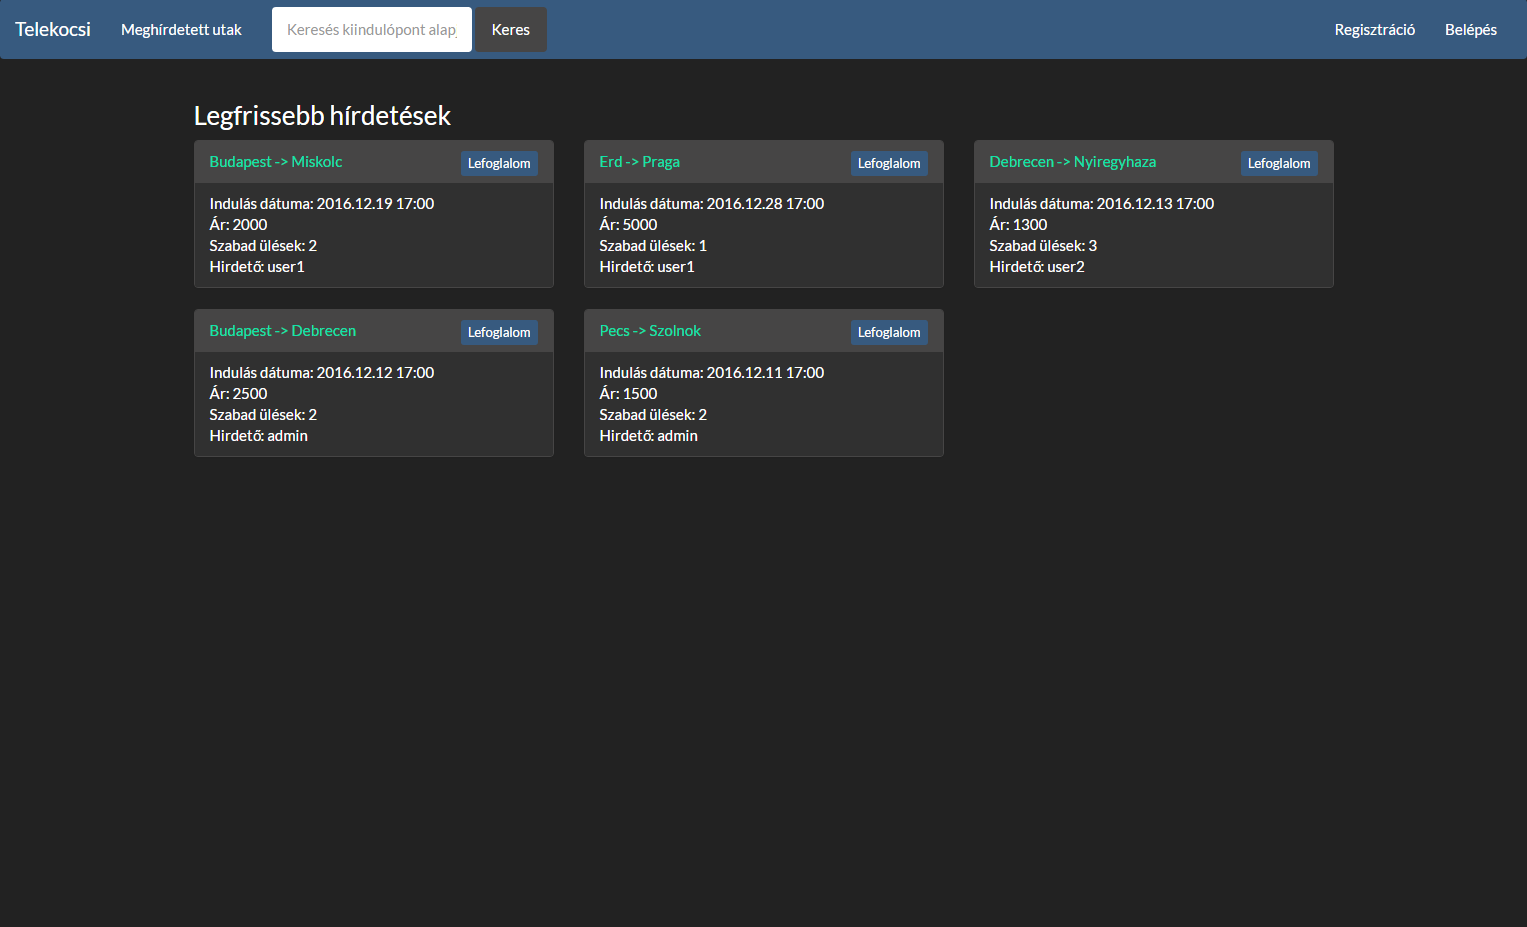 Telekocsi Meghírdetett utak Keresés kiindulópont alap Keres Regisztráció Belépés
Legfrissebb hírdetések
Budapest -> Miskolc Lefoglalom
Indulás dátuma: 2016.12.19 17:00
Ár: 2000
Szabad ülések: 2
Hirdető: user1
Erd -> Praga Lefoglalom
Indulás dátuma: 2016.12.28 17:00
Ár: 5000
Szabad ülések: 1
Hirdető: user1
Debrecen -> Nyiregyhaza Lefoglalom
Indulás dátuma: 2016.12.13 17:00
Ár: 1300
Szabad ülések: 3
Hirdető: user2
Budapest -> Debrecen Lefoglalom
Indulás dátuma: 2016.12.12 17:00
Ár: 2500
Szabad ülések: 2
Hirdető: admin
Pecs -> Szolnok Lefoglalom
Indulás dátuma: 2016.12.11 17:00
Ár: 1500
Szabad ülések: 2
Hirdető: admin